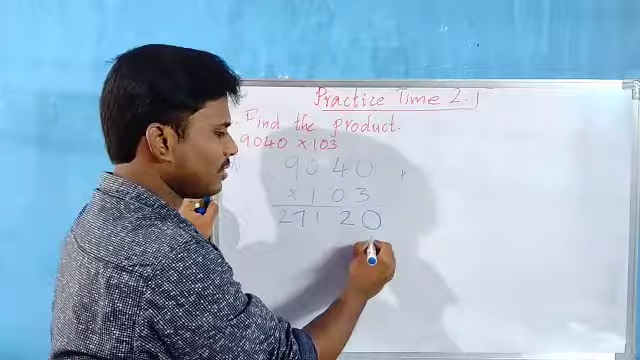 Practice Time 2.1
Find the product.
9040 × 103
9040
× 103
27120